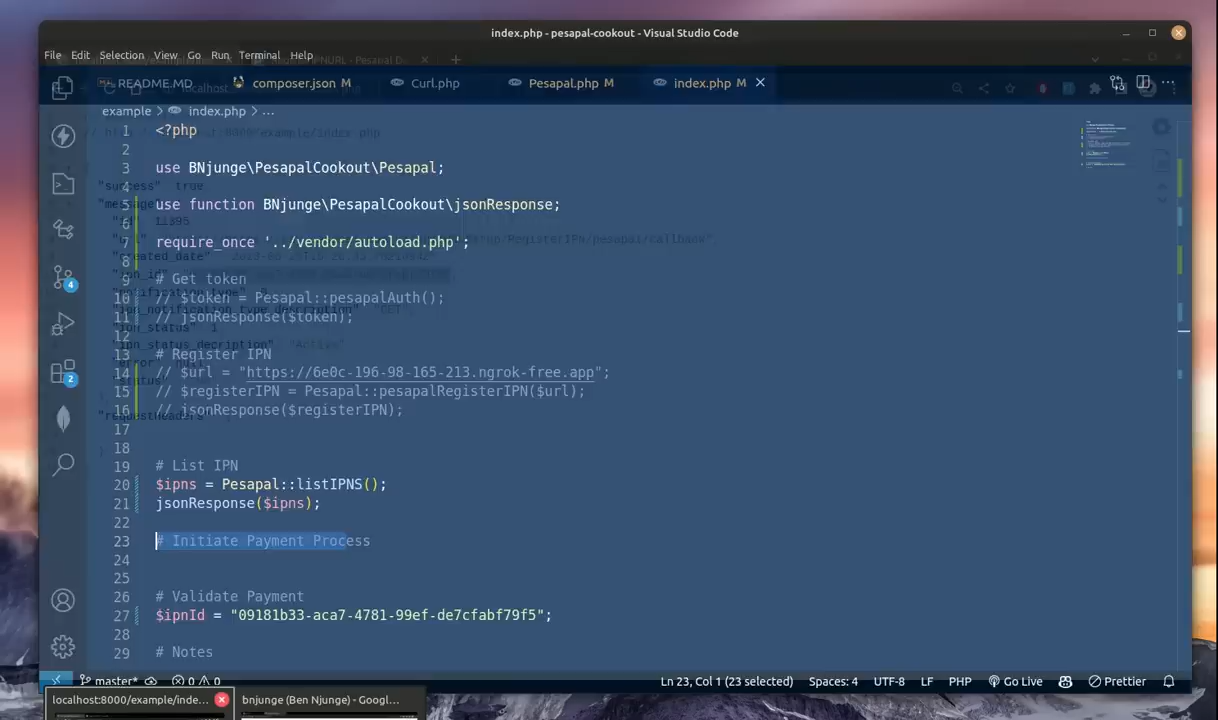 index.php - pesapal-cookout - Visual Studio Code
File Edit Selection View Go Run Terminal Help
README.MD composer.json M Curl.php Pesapal.php M index.php M
example > index.php > ...
1 <?php
2
3 use BNjunge\PesapalCookout\Pesapal;
4
5 use function BNjunge\PesapalCookout\jsonResponse;
6
7 require_once '../vendor/autoload.php';
8
9 # Get token
10 // $token = Pesapal::pesapalAuth();
11 // jsonResponse($token);
12
13 # Register IPN
14 // $url = "https://6e0c-196-98-165-213.ngrok-free.app";
15 // $registerIPN = Pesapal::pesapalRegisterIPN($url);
16 // jsonResponse($registerIPN);
17
18
19 # List IPN
20 $ipns = Pesapal::listIPNS();
21 jsonResponse($ipns);
22
23 # Initiate Payment Process
24
25
26 # Validate Payment
27 $ipnId = "09181b33-aca7-4781-99ef-de7cfabf79f5";
28
29 # Notes
4
2
master* 0 0 Ln 23, Col 1 (23 selected) Spaces: 4 UTF-8 LF PHP Go Live Prettier
localhost:8000/example/inde... bnjunge (Ben Njunge) - Googl...